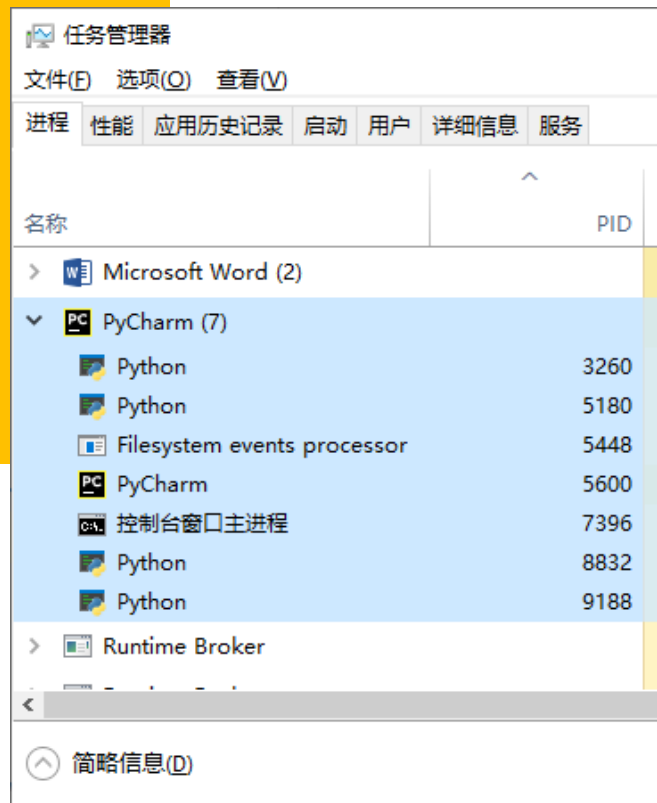 任务管理器
文件(F) 选项(O) 查看(V)
进程 性能 应用历史记录 启动 用户 详细信息 服务
名称 PID
Microsoft Word (2)
PyCharm (7)
Python 3260
Python 5180
Filesystem events processor 5448
PyCharm 5600
控制台窗口主进程 7396
Python 8832
Python 9188
Runtime Broker
简略信息(D)